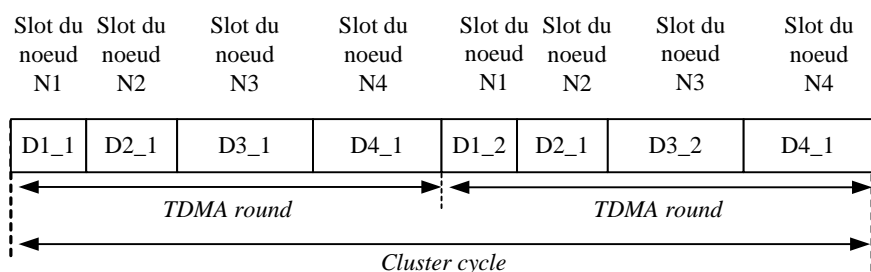 Slot du Slot du Slot du Slot du Slot du Slot du Slot du Slot du
noeud noeud noeud noeud noeud noeud noeud noeud
N1 N2 N3 N4 N1 N2 N3 N4
D1_1 D2_1 D3_1 D4_1 D1_2 D2_1 D3_2 D4_1
TDMA round TDMA round
Cluster cycle